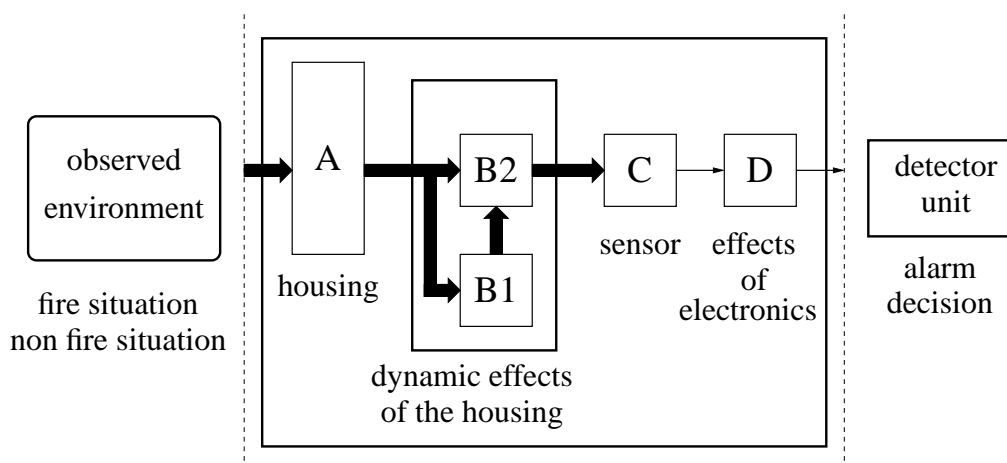 observed
environment
fire situation
non fire situation
A
housing
B2
B1
dynamic effects
of the housing
C
sensor
D
effects
of
electronics
detector
unit
alarm
decision